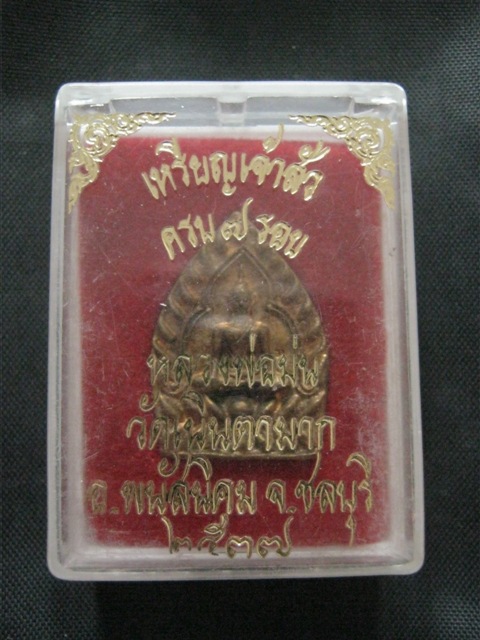 เหรียญเจ้าสัว
ครบ ๗ รอบ
หลวงพ่อม่น
วัดเนินตามาก
อ.พนัสนิคม จ.ชลบุรี
๒๕๓๗